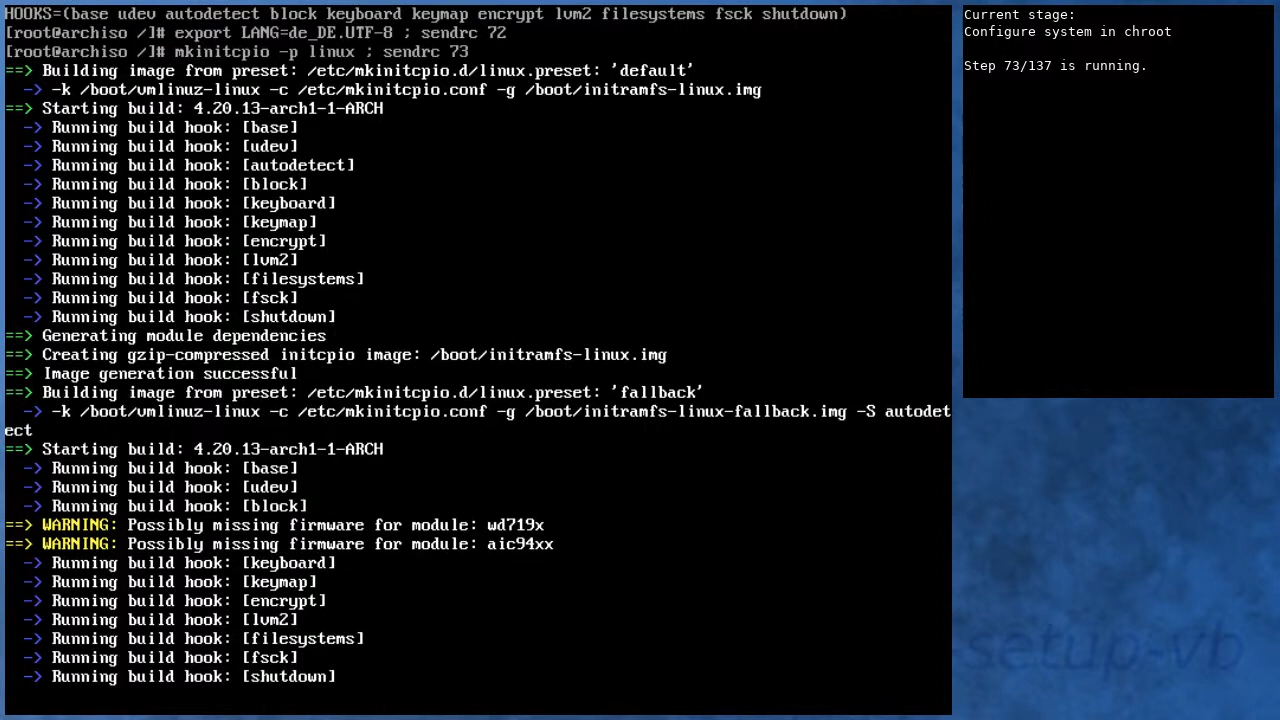 HOOKS=(base udev autodetect block keyboard keymap encrypt lvm2 filesystems fsck shutdown)
[root@archiso /]# export LANG=de_DE.UTF-8 ; sendrc 72
[root@archiso /]# mkinitcpio -p linux ; sendrc 73
==> Building image from preset: /etc/mkinitcpio.d/linux.preset: 'default'
  -> -k /boot/vmlinuz-linux -c /etc/mkinitcpio.conf -g /boot/initramfs-linux.img
==> Starting build: 4.20.13-arch1-1-ARCH
  -> Running build hook: [base]
  -> Running build hook: [udev]
  -> Running build hook: [autodetect]
  -> Running build hook: [block]
  -> Running build hook: [keyboard]
  -> Running build hook: [keymap]
  -> Running build hook: [encrypt]
  -> Running build hook: [lvm2]
  -> Running build hook: [filesystems]
  -> Running build hook: [fsck]
  -> Running build hook: [shutdown]
==> Generating module dependencies
==> Creating gzip-compressed initcpio image: /boot/initramfs-linux.img
==> Image generation successful
==> Building image from preset: /etc/mkinitcpio.d/linux.preset: 'fallback'
  -> -k /boot/vmlinuz-linux -c /etc/mkinitcpio.conf -g /boot/initramfs-linux-fallback.img -S autodet
ect
==> Starting build: 4.20.13-arch1-1-ARCH
  -> Running build hook: [base]
  -> Running build hook: [udev]
  -> Running build hook: [block]
==> WARNING: Possibly missing firmware for module: wd719x
==> WARNING: Possibly missing firmware for module: aic94xx
  -> Running build hook: [keyboard]
  -> Running build hook: [keymap]
  -> Running build hook: [encrypt]
  -> Running build hook: [lvm2]
  -> Running build hook: [filesystems]
  -> Running build hook: [fsck]
  -> Running build hook: [shutdown]
Current stage:
Configure system in chroot
Step 73/137 is running.
setup-vb